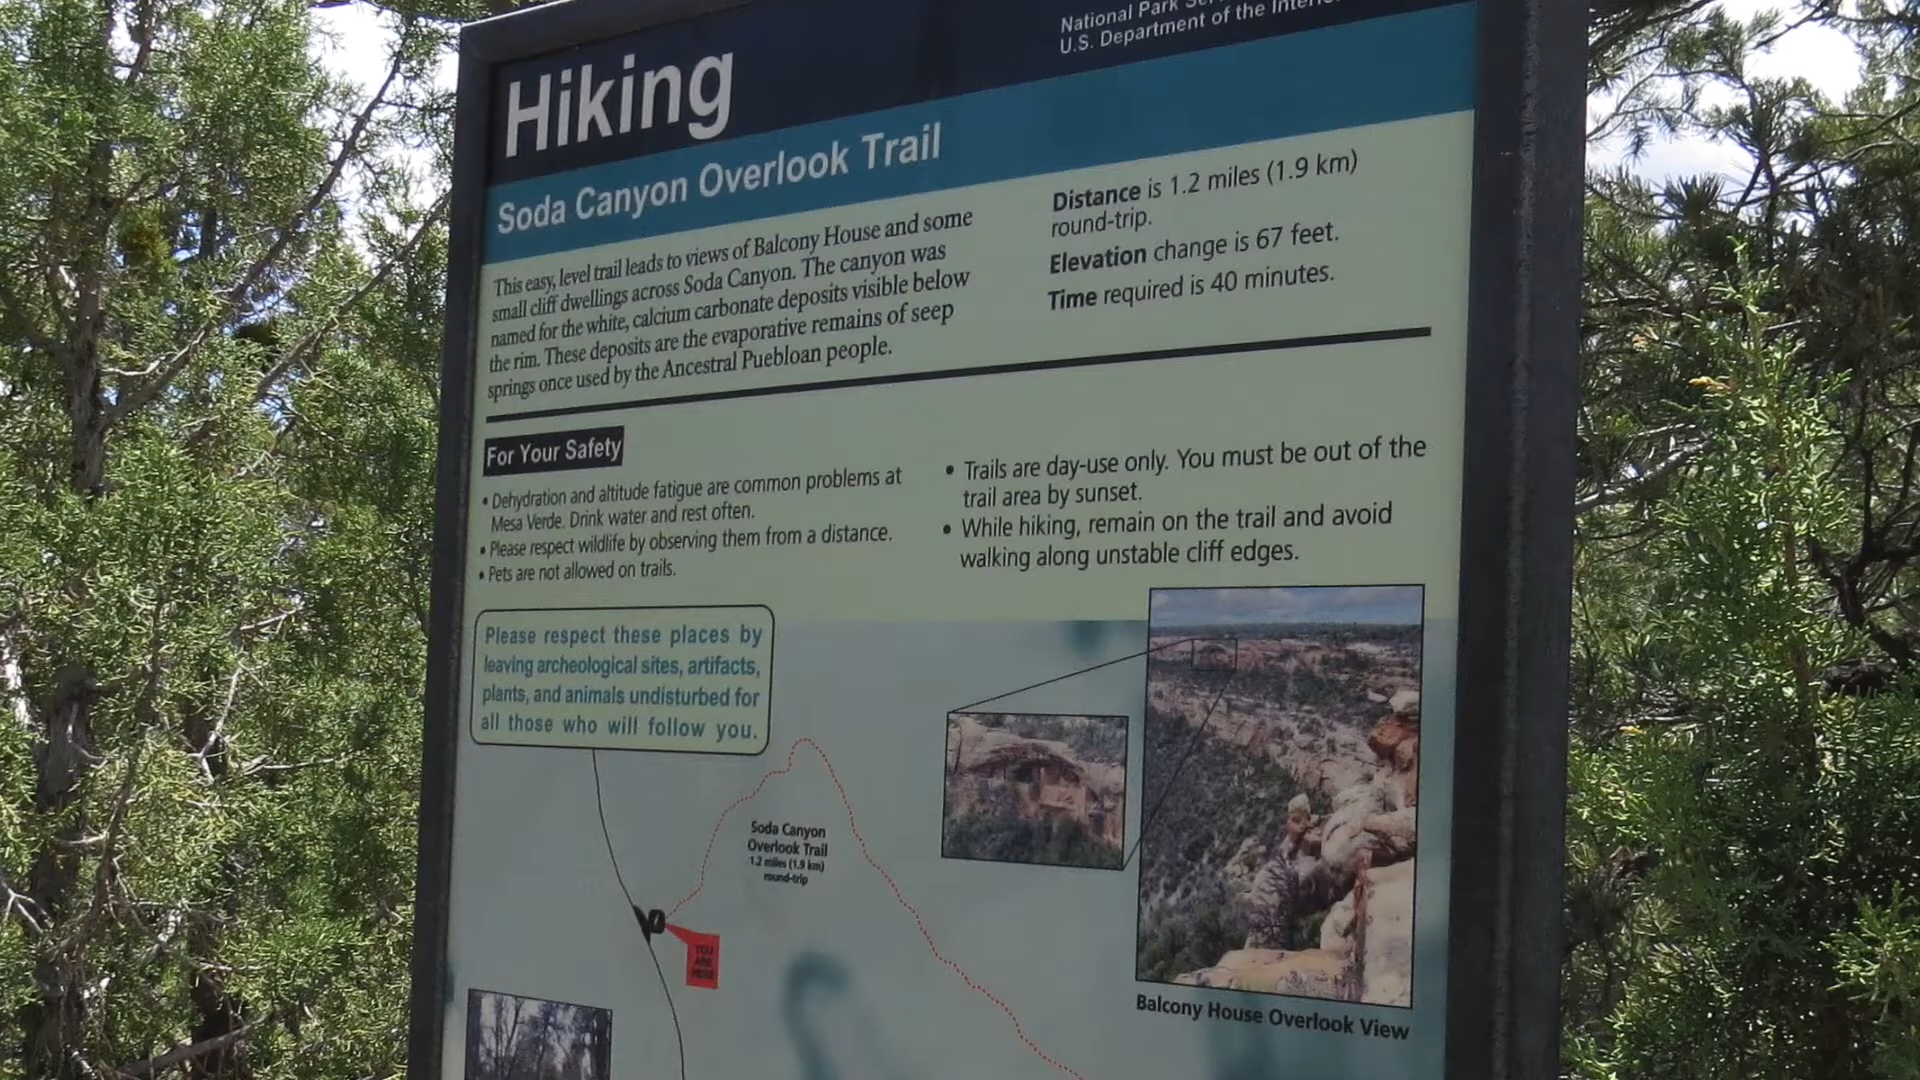 Hiking
National Park
U.S. Department of the
Soda Canyon Overlook Trail
This easy, level trail leads to views of Balcony House and some
small cliff dwellings across Soda Canyon. The canyon was
named for the white, calcium carbonate deposits visible below
the rim. These deposits are the evaporative remains of seep
springs once used by the Ancestral Puebloan people.
Distance is 1.2 miles (1.9 km)
round-trip.
Elevation change is 67 feet.
Time required is 40 minutes.
For Your Safety
• Dehydration and altitude fatigue are common problems at
Mesa Verde. Drink water and rest often.
• Please respect wildlife by observing them from a distance.
• Pets are not allowed on trails.
• Trails are day-use only. You must be out of the
trail area by sunset.
• While hiking, remain on the trail and avoid
walking along unstable cliff edges.
Please respect these places by
leaving archeological sites, artifacts,
plants, and animals undisturbed for
all those who will follow you.
Soda Canyon
Overlook Trail
1.2 miles (1.9 km)
round-trip
YOU
ARE
HERE
Balcony House Overlook View